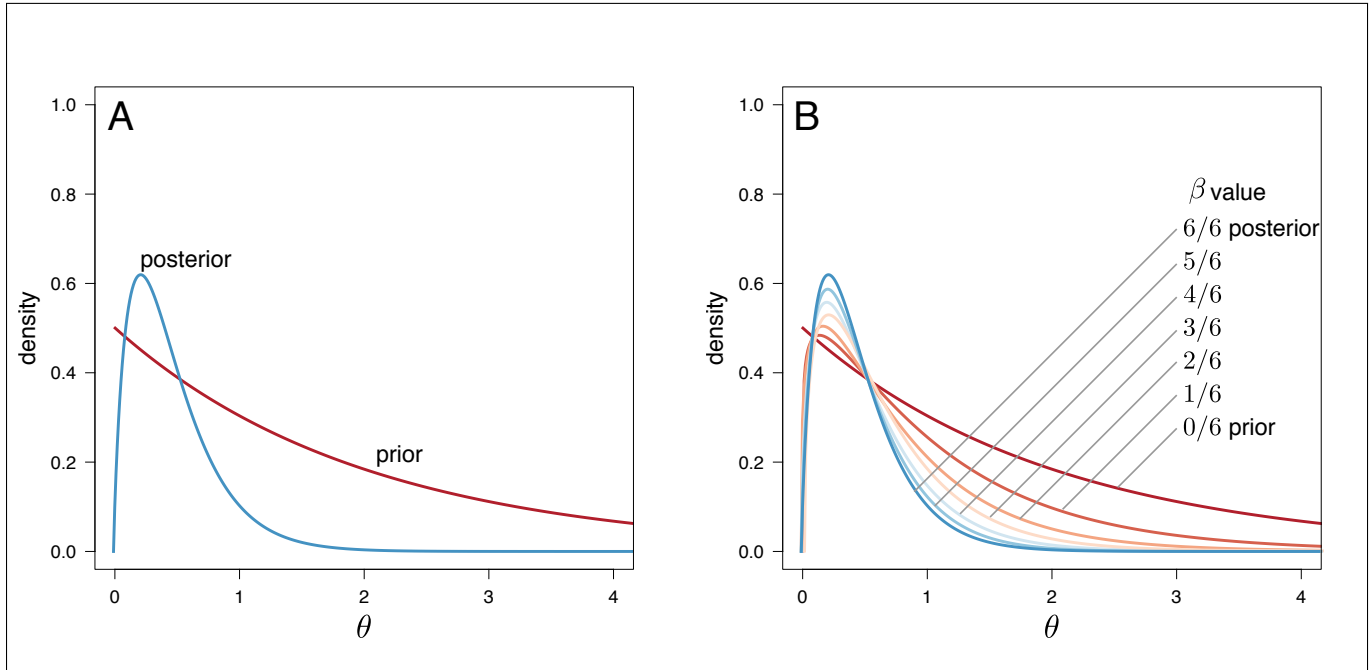 A
1.0
0.8
0.6
0.4
0.2
0.0
density
posterior
prior
0 1 2 3 4
θ
B
1.0
0.8
0.6
0.4
0.2
0.0
density
β value
6/6 posterior
5/6
4/6
3/6
2/6
1/6
0/6 prior
0 1 2 3 4
θ